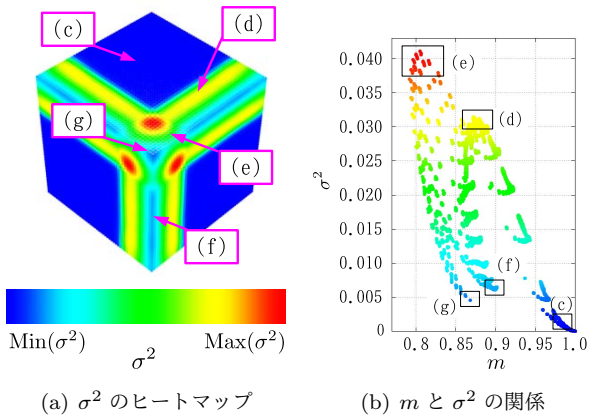 (c)
(d)
(g)
(e)
(f)
Min(σ²)
Max(σ²)
σ²
(a) σ² のヒートマップ
0.040
0.035
0.030
0.025
0.020
0.015
0.010
0.005
0
σ²
(e)
(d)
(f)
(g)
(c)
0.8 0.85 0.9 0.95 1.0
m
(b) m と σ² の関係